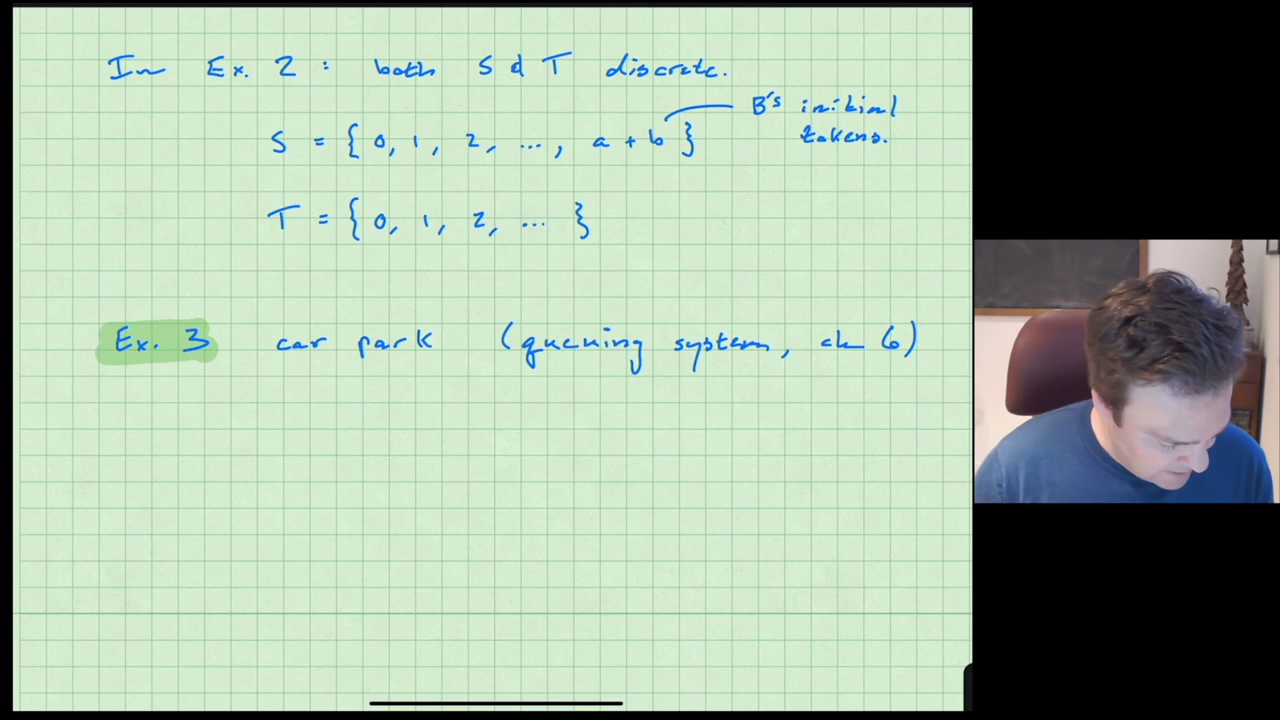 In Ex. 2 : both S & T discrete.
B's initial
tokens.
S = { 0, 1, 2, ..., a + b }
T = { 0, 1, 2, ... }
Ex. 3 car park (queuing system, ch 6)